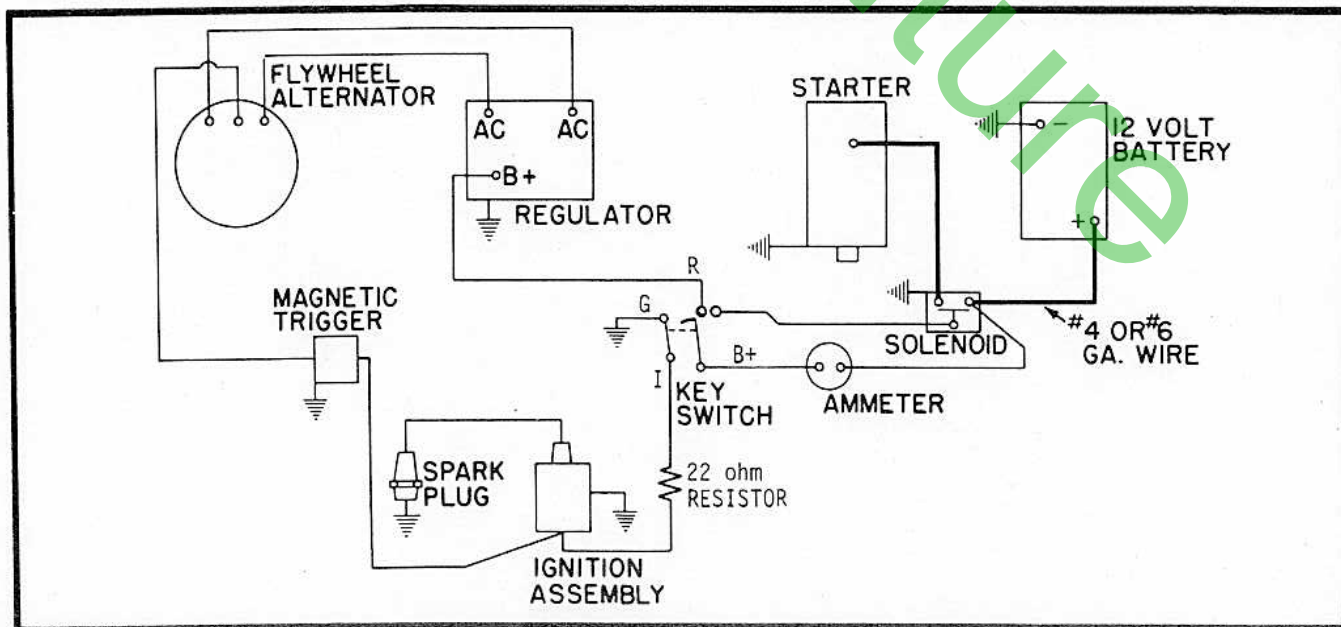 FLYWHEEL
ALTERNATOR
AC AC
B+
REGULATOR
STARTER
-
12 VOLT
BATTERY
+
#4 OR #6
GA. WIRE
SOLENOID
MAGNETIC
TRIGGER
R
G
I
B+
KEY
SWITCH
AMMETER
SPARK
PLUG
22 ohm
RESISTOR
IGNITION
ASSEMBLY
ture